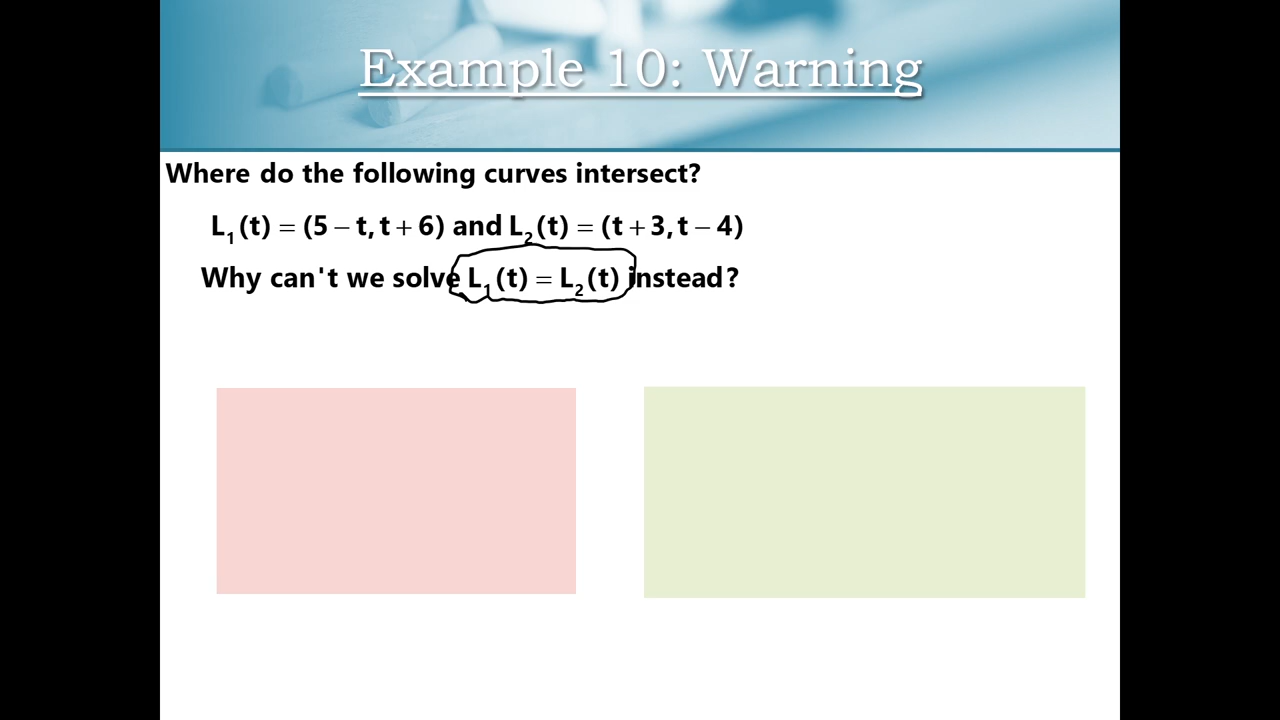 Example 10: Warning
Where do the following curves intersect?
L₁(t) = (5 − t, t + 6) and L₂(t) = (t + 3, t − 4)
Why can't we solve L₁(t) = L₂(t) instead?